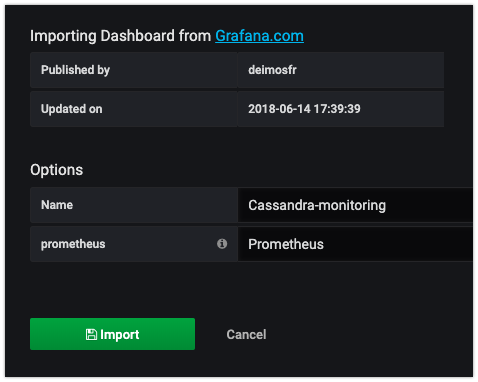 Importing Dashboard from Grafana.com
Published by deimosfr
Updated on 2018-06-14 17:39:39
Options
Name Cassandra-monitoring
prometheus Prometheus
Import Cancel